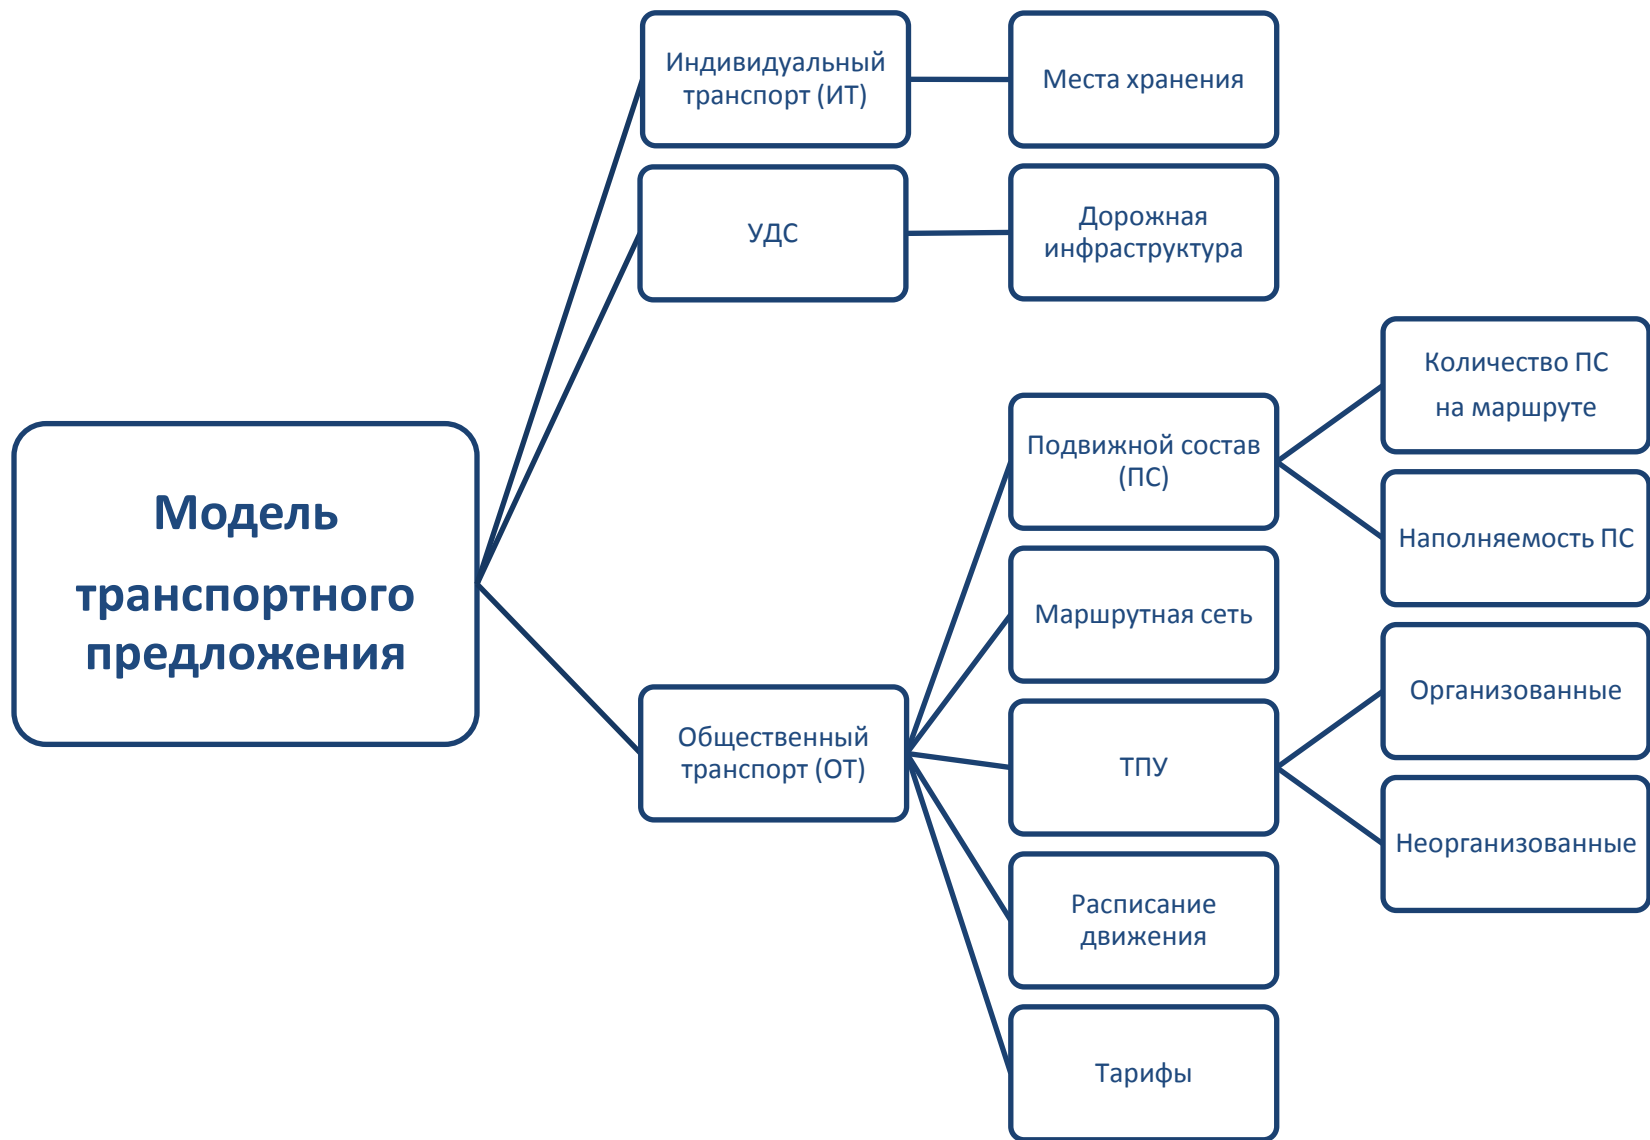 Индивидуальный
транспорт (ИТ)
Места хранения
УДС
Дорожная
инфраструктура
Количество ПС
на маршруте
Подвижной состав
(ПС)
Наполняемость ПС
Модель
транспортного
предложения
Маршрутная сеть
Организованные
Общественный
транспорт (ОТ)
ТПУ
Неорганизованные
Расписание
движения
Тарифы